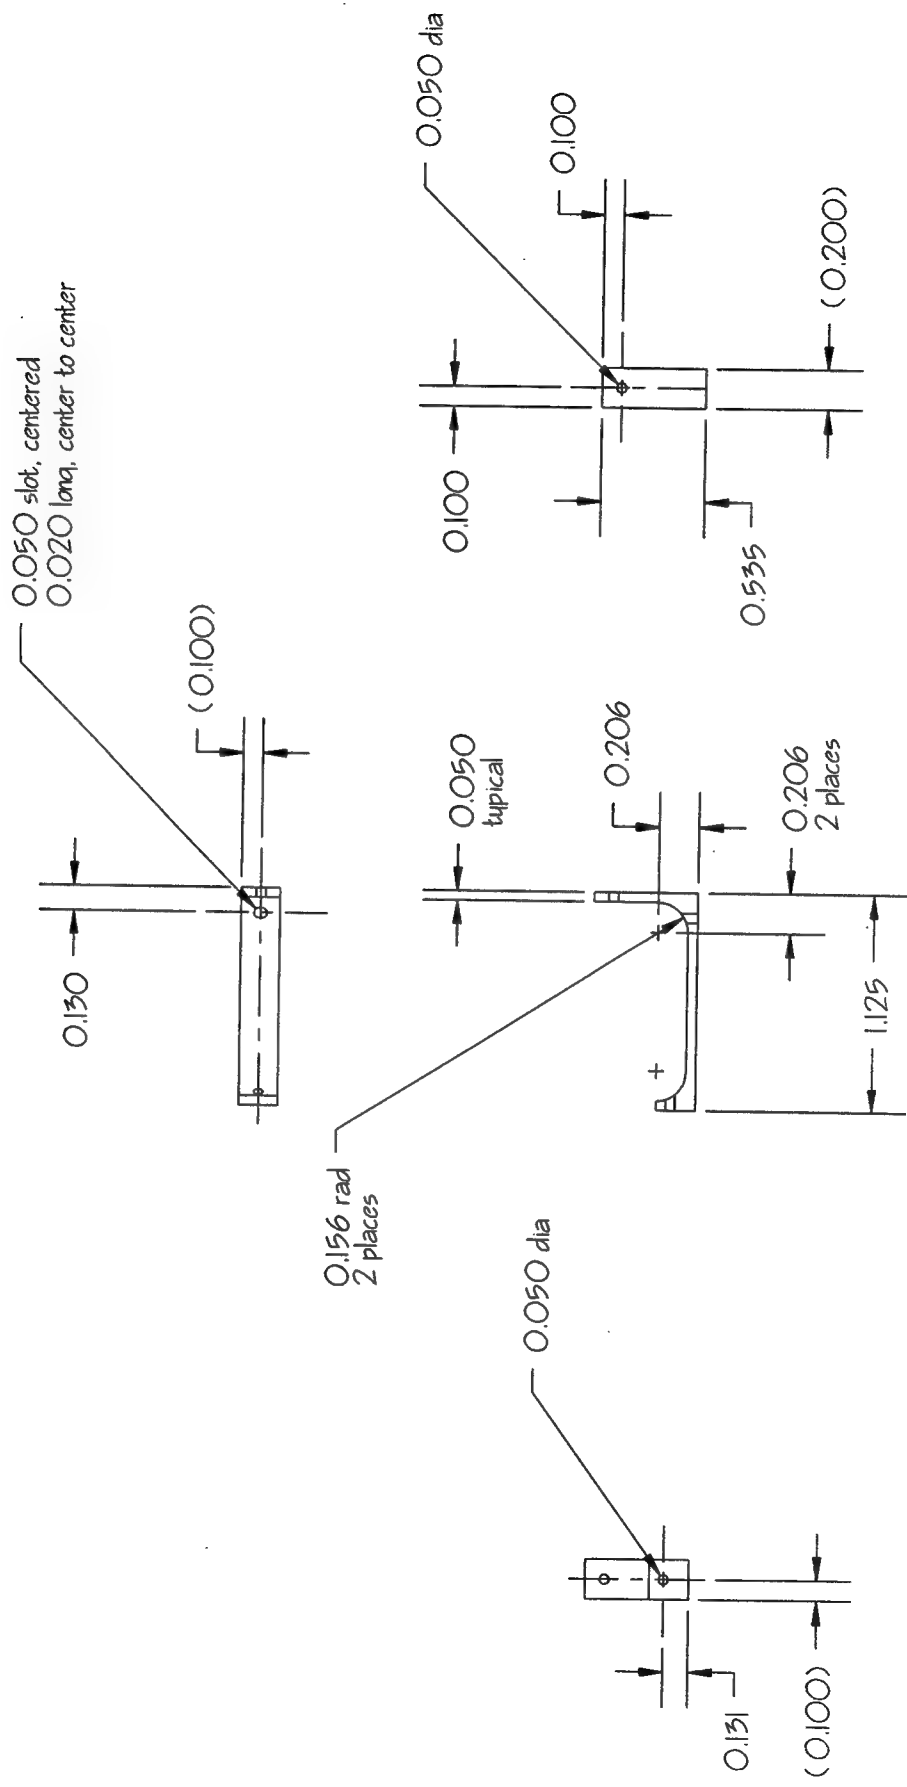 0.050 slot, centered
0.020 long, center to center
0.130
(0.100)
0.156 rad
2 places
0.050
typical
0.206
0.206
2 places
1.125
0.050 dia
0.131
(0.100)
0.050 dia
0.100
0.100
0.535
(0.200)